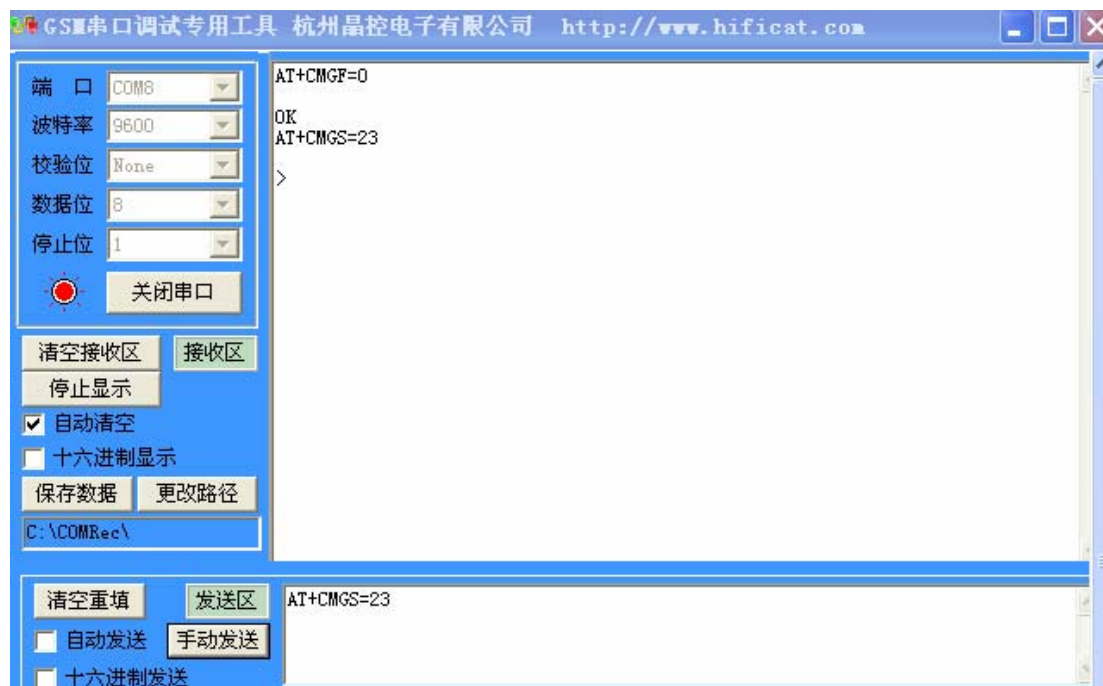 GSM串口调试专用工具 杭州晶控电子有限公司 http://www.hificat.com
端 口 COM8
波特率 9600
校验位 None
数据位 8
停止位 1
关闭串口
清空接收区 接收区
停止显示
自动清空
十六进制显示
保存数据 更改路径
C:\COMRec\
AT+CMGF=0
OK
AT+CMGS=23
>
清空重填 发送区
自动发送 手动发送
十六进制发送
AT+CMGS=23